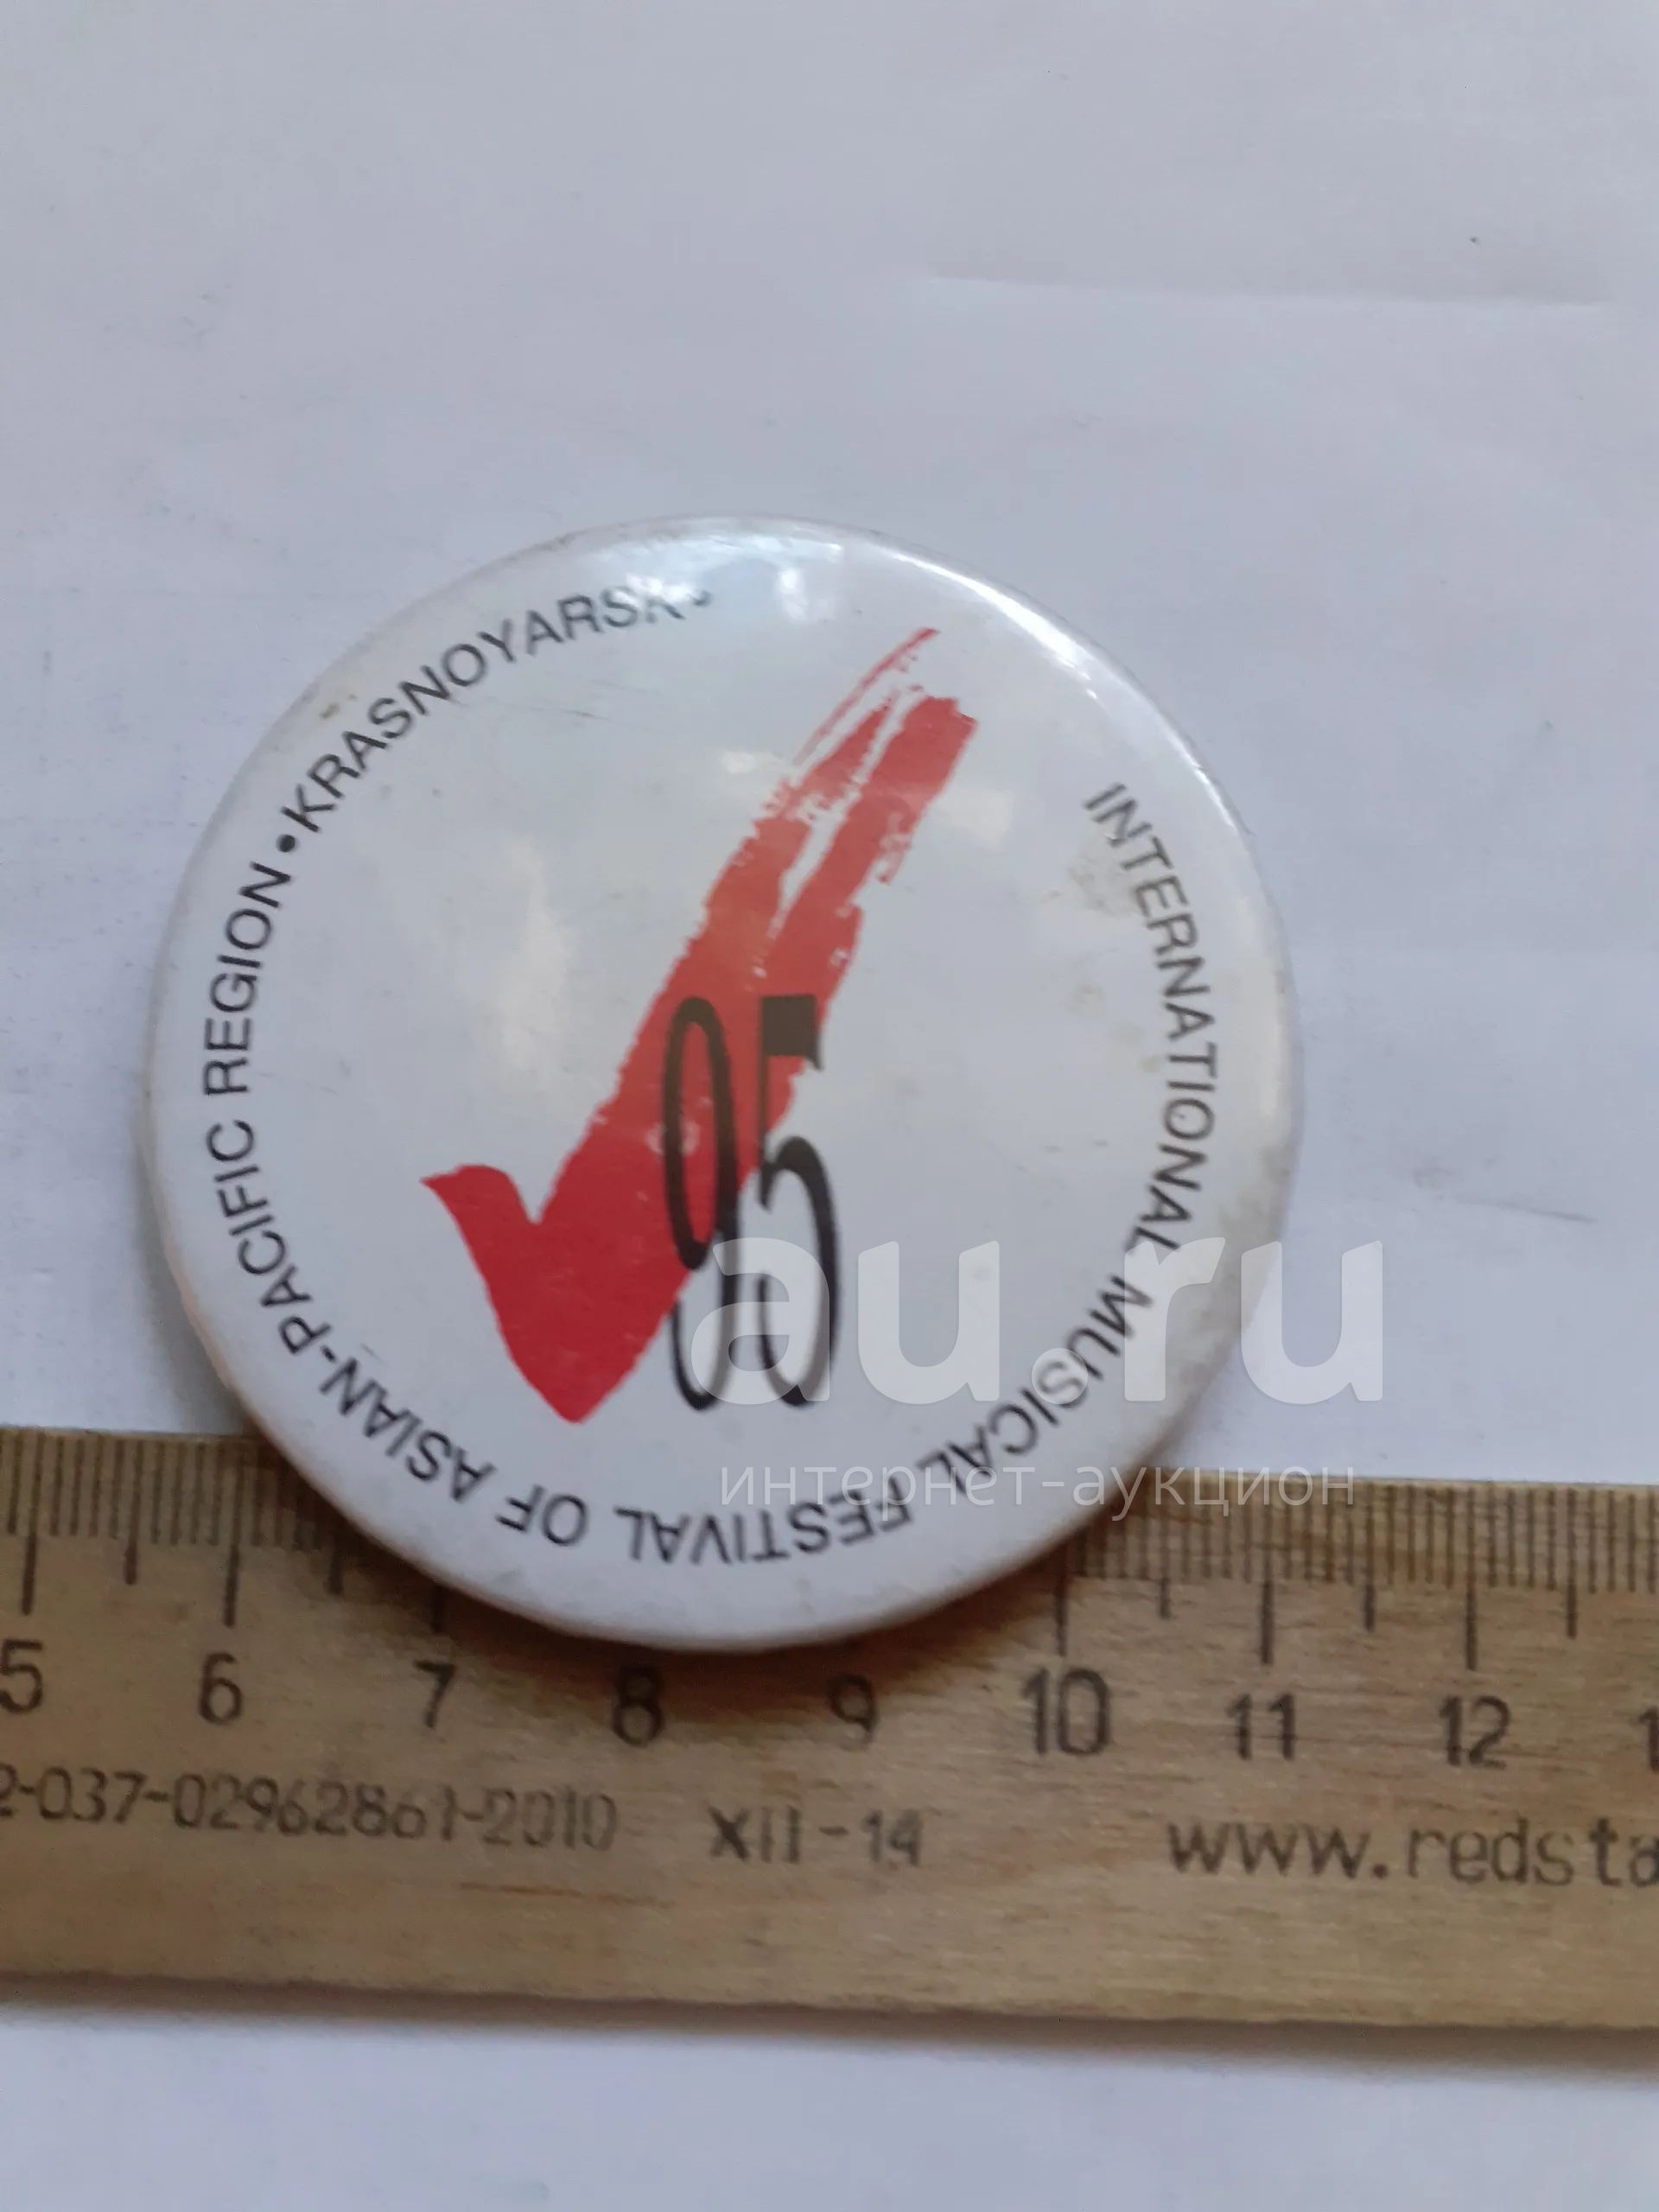 INTERNATIONAL MUSICAL FESTIVAL OF ASIAN-PACIFIC REGION • KRASNOYARSK •
95
au.ru
интернет-аукцион
5 6 7 8 9 10 11 12
2-037-02962861-2010 XII-14 www.redsta